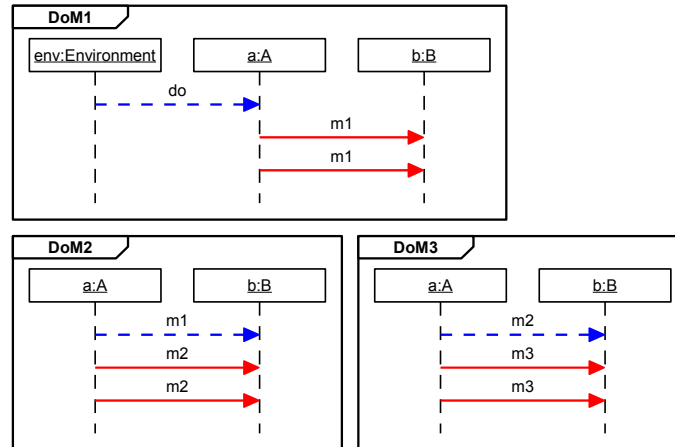 DoM1
env:Environment a:A b:B
do
m1
m1
DoM2
a:A b:B
m1
m2
m2
DoM3
a:A b:B
m2
m3
m3